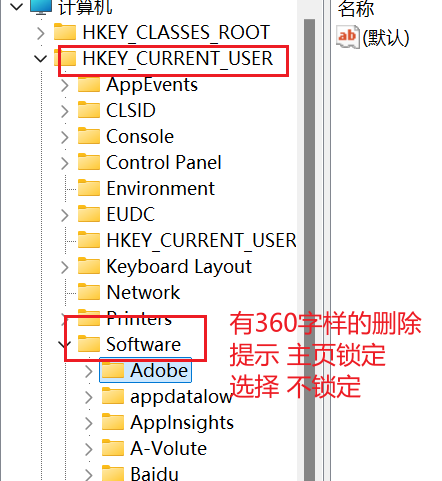 计算机
名称
HKEY_CLASSES_ROOT
ab (默认)
HKEY_CURRENT_USER
AppEvents
CLSID
Console
Control Panel
Environment
EUDC
HKEY_CURRENT_USER
Keyboard Layout
Network
Printers
Software
有360字样的删除
提示 主页锁定
选择 不锁定
Adobe
appdatalow
AppInsights
A-Volute
Baidu